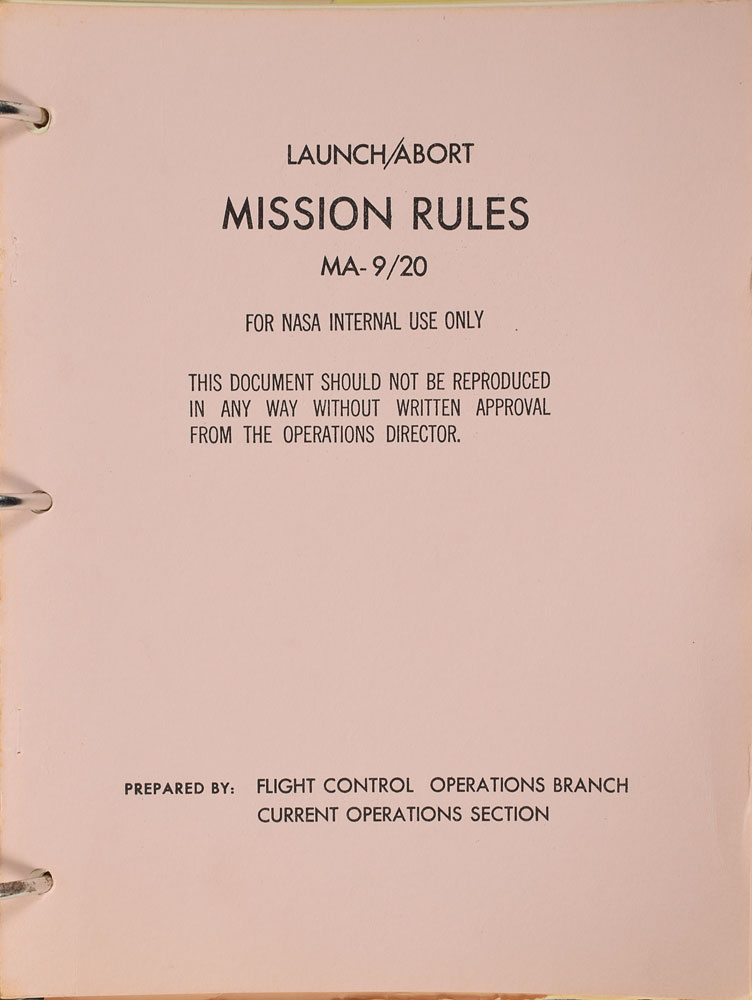 LAUNCH/ABORT
MISSION RULES
MA-9/20
FOR NASA INTERNAL USE ONLY
THIS DOCUMENT SHOULD NOT BE REPRODUCED
IN ANY WAY WITHOUT WRITTEN APPROVAL
FROM THE OPERATIONS DIRECTOR.
PREPARED BY: FLIGHT CONTROL OPERATIONS BRANCH
CURRENT OPERATIONS SECTION